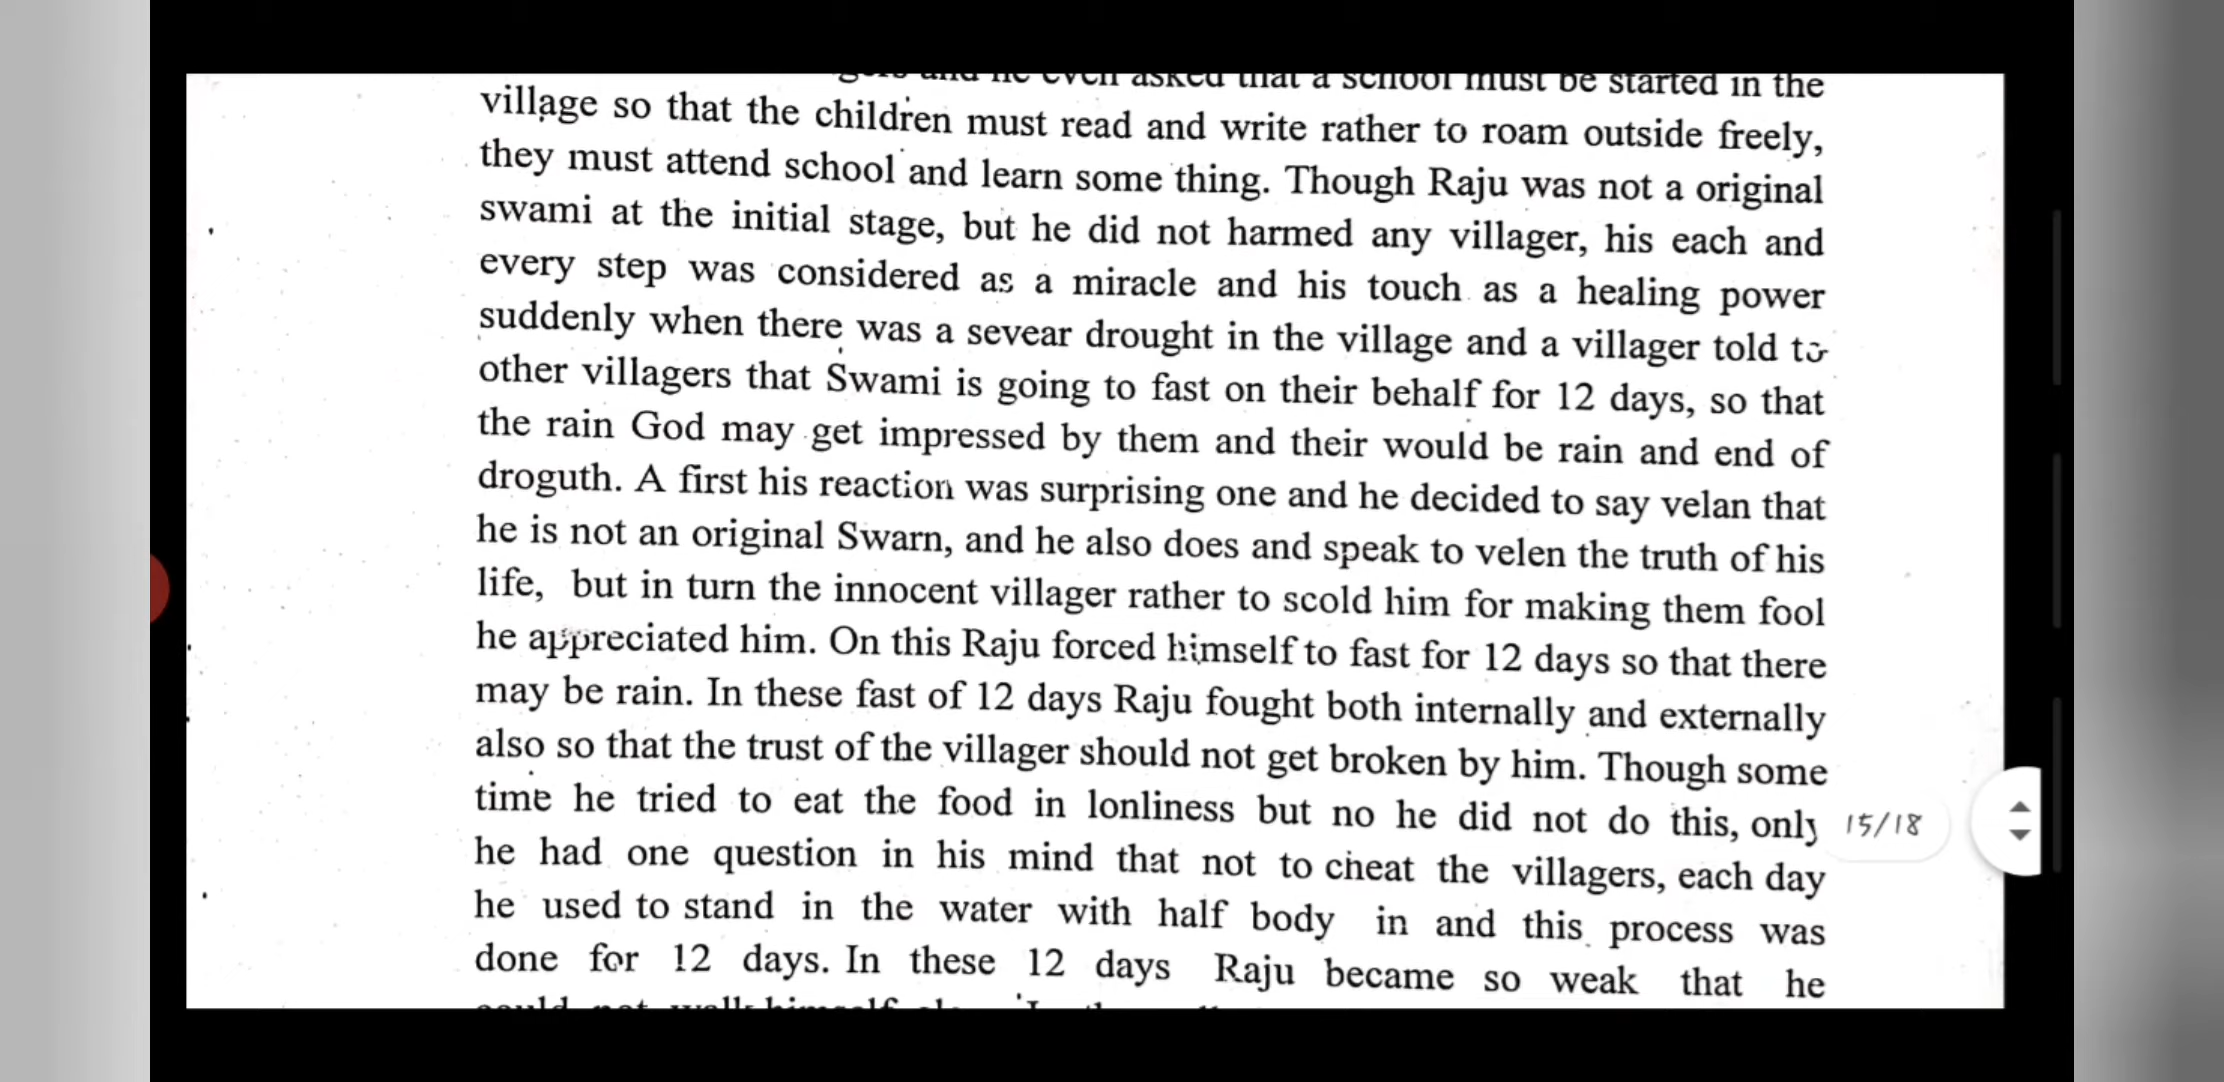 and he even asked that a school must be started in the
village so that the children must read and write rather to roam outside freely,
they must attend school and learn some thing. Though Raju was not a original
swami at the initial stage, but he did not harmed any villager, his each and
every step was considered as a miracle and his touch as a healing power
suddenly when there was a sevear drought in the village and a villager told to
other villagers that Swami is going to fast on their behalf for 12 days, so that
the rain God may get impressed by them and their would be rain and end of
droguth. A first his reaction was surprising one and he decided to say velan that
he is not an original Swarn, and he also does and speak to velen the truth of his
life, but in turn the innocent villager rather to scold him for making them fool
he appreciated him. On this Raju forced himself to fast for 12 days so that there
may be rain. In these fast of 12 days Raju fought both internally and externally
also so that the trust of the villager should not get broken by him. Though some
time he tried to eat the food in lonliness but no he did not do this, only
he had one question in his mind that not to cheat the villagers, each day
he used to stand in the water with half body in and this process was
done for 12 days. In these 12 days Raju became so weak that he
could not walk himself
15/18